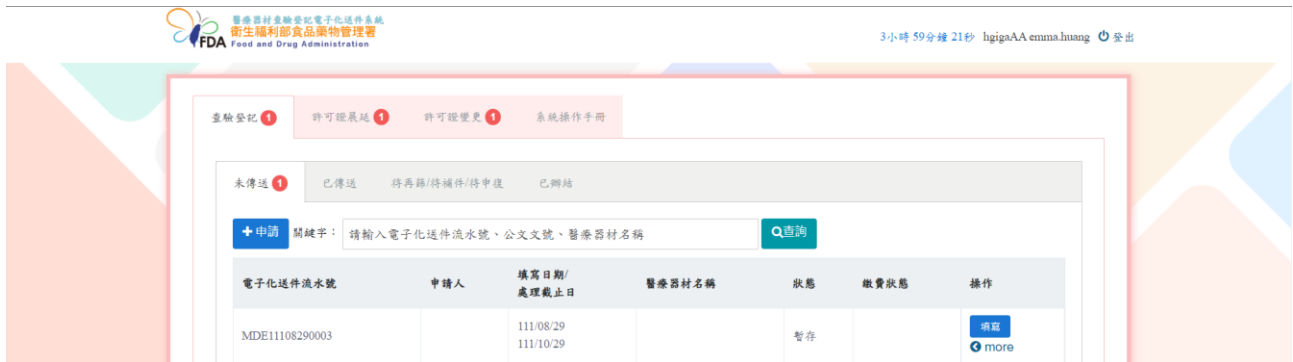 醫療器材查驗登記電子化送件系統
衛生福利部食品藥物管理署
FDA Food and Drug Administration
3小時 59分鐘 21秒 hgigaAA emma.huang 登出
查驗登記 1 許可證展延 1 許可證變更 1 系統操作手冊
未傳送 1 已傳送 待再篩/待補件/待申復 已辦結
+申請 關鍵字： 請輸入電子化送件流水號、公文文號、醫療器材名稱 查詢
電子化送件流水號 申請人 填寫日期/ 醫療器材名稱 狀態 繳費狀態 操作
處理截止日
MDE11108290003 111/08/29 暫存 填寫
111/10/29 more